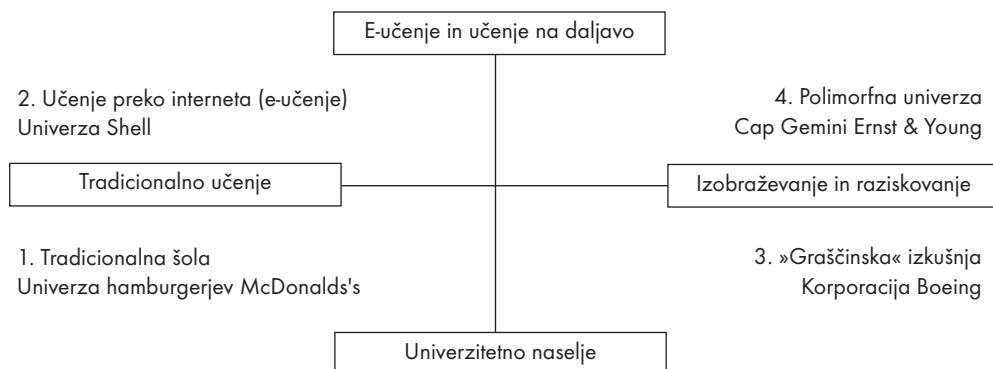 E-učenje in učenje na daljavo
2. Učenje preko interneta (e-učenje)
Univerza Shell
4. Polimorfna univerza
Cap Gemini Ernst & Young
Tradicionalno učenje
Izobraževanje in raziskovanje
1. Tradicionalna šola
Univerza hamburgerjev McDonalds's
3. »Graščinska« izkušnja
Korporacija Boeing
Univerzitetno naselje